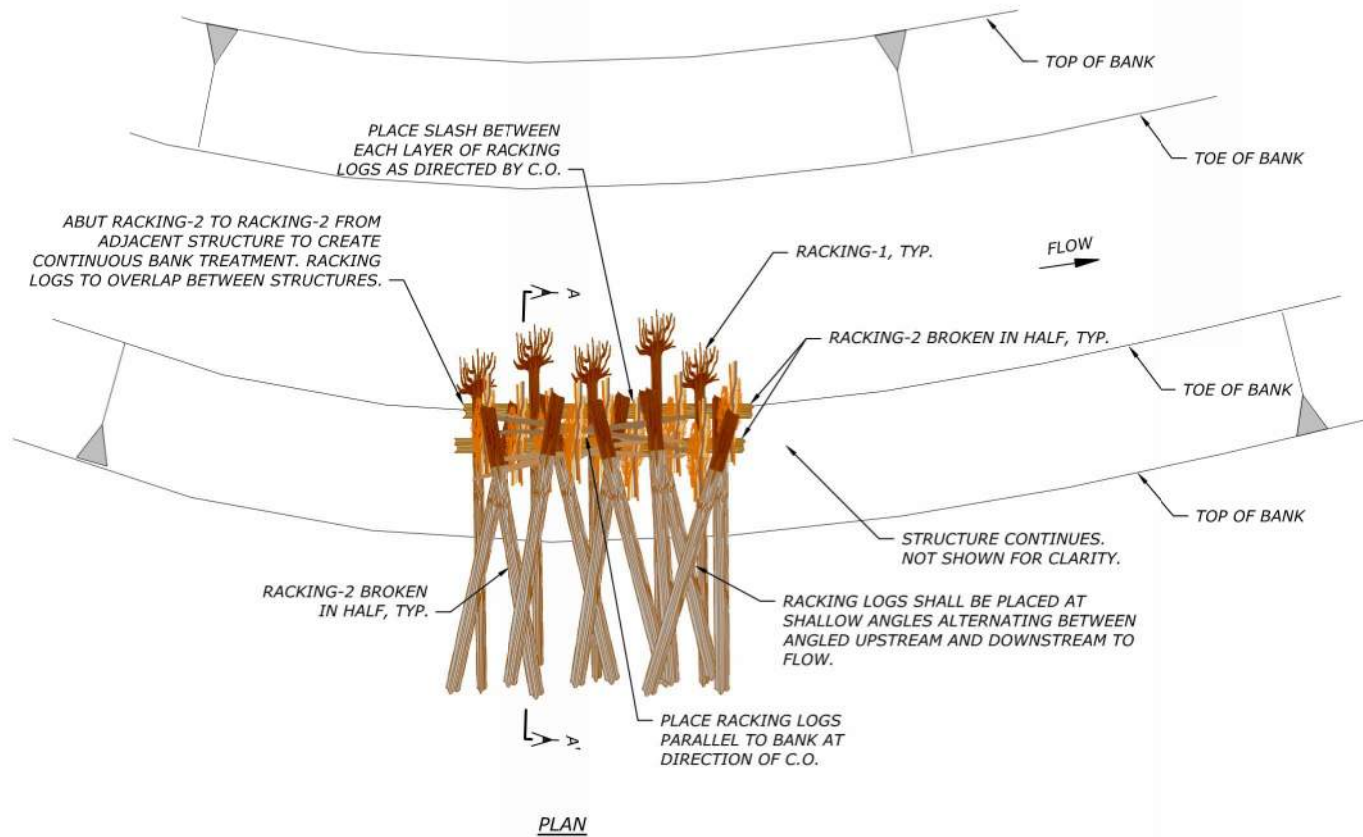 TOP OF BANK
PLACE SLASH BETWEEN
EACH LAYER OF RACKING
LOGS AS DIRECTED BY C.O.
TOE OF BANK
ABUT RACKING-2 TO RACKING-2 FROM
ADJACENT STRUCTURE TO CREATE
CONTINUOUS BANK TREATMENT. RACKING
LOGS TO OVERLAP BETWEEN STRUCTURES.
RACKING-1, TYP.
FLOW
A
RACKING-2 BROKEN IN HALF, TYP.
TOE OF BANK
TOP OF BANK
STRUCTURE CONTINUES.
NOT SHOWN FOR CLARITY.
RACKING-2 BROKEN
IN HALF, TYP.
RACKING LOGS SHALL BE PLACED AT
SHALLOW ANGLES ALTERNATING BETWEEN
ANGLED UPSTREAM AND DOWNSTREAM TO
FLOW.
PLACE RACKING LOGS
PARALLEL TO BANK AT
DIRECTION OF C.O.
A'
PLAN